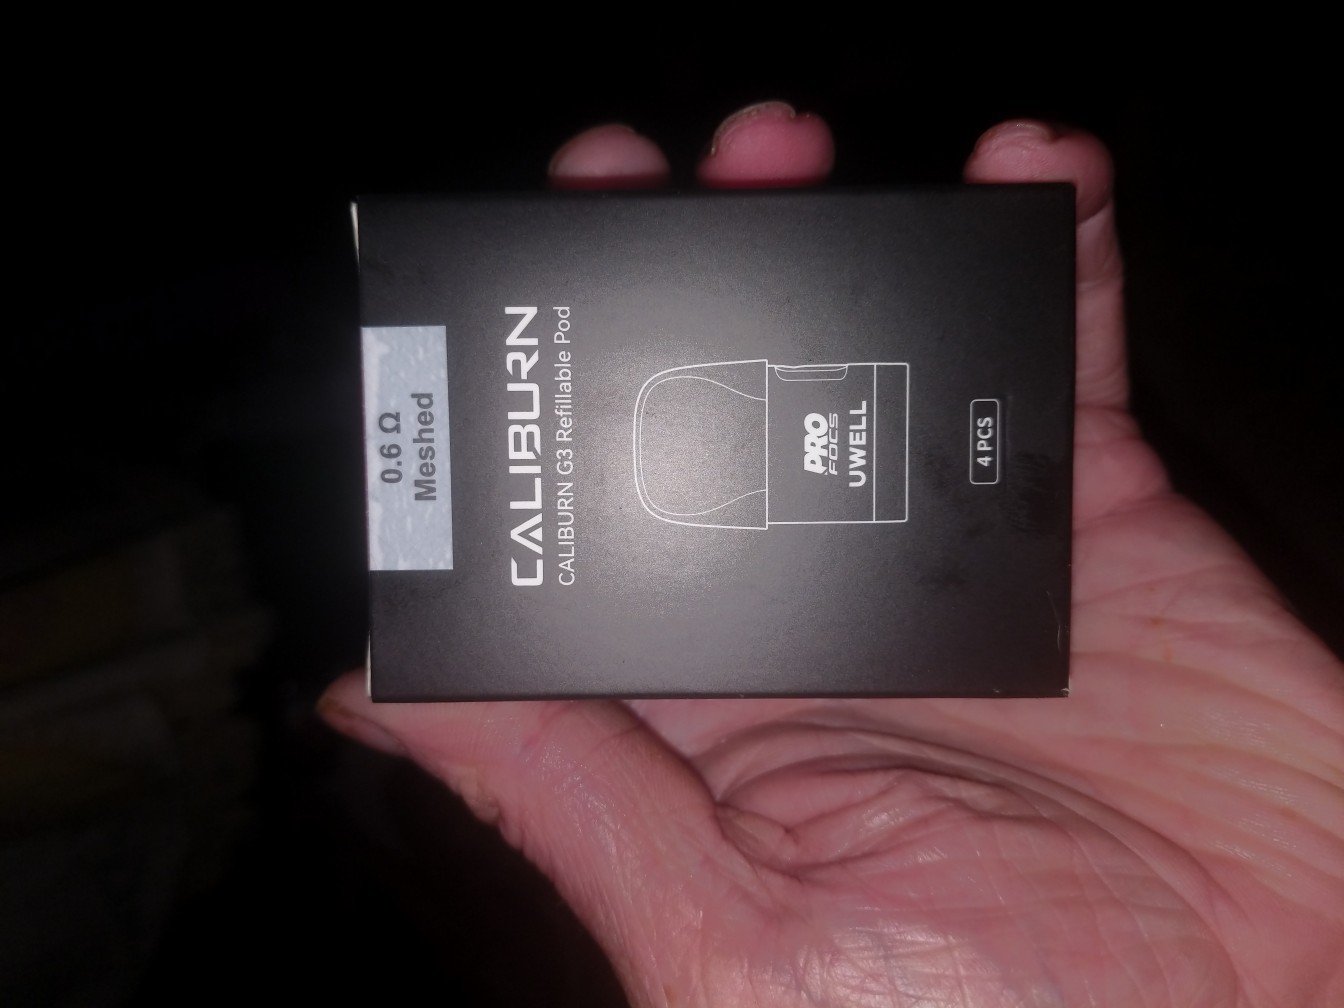 0.6 Ω
Meshed
CALIBURN
CALIBURN G3 Refillable Pod
PRO
FOCS
UWELL
4 PCS